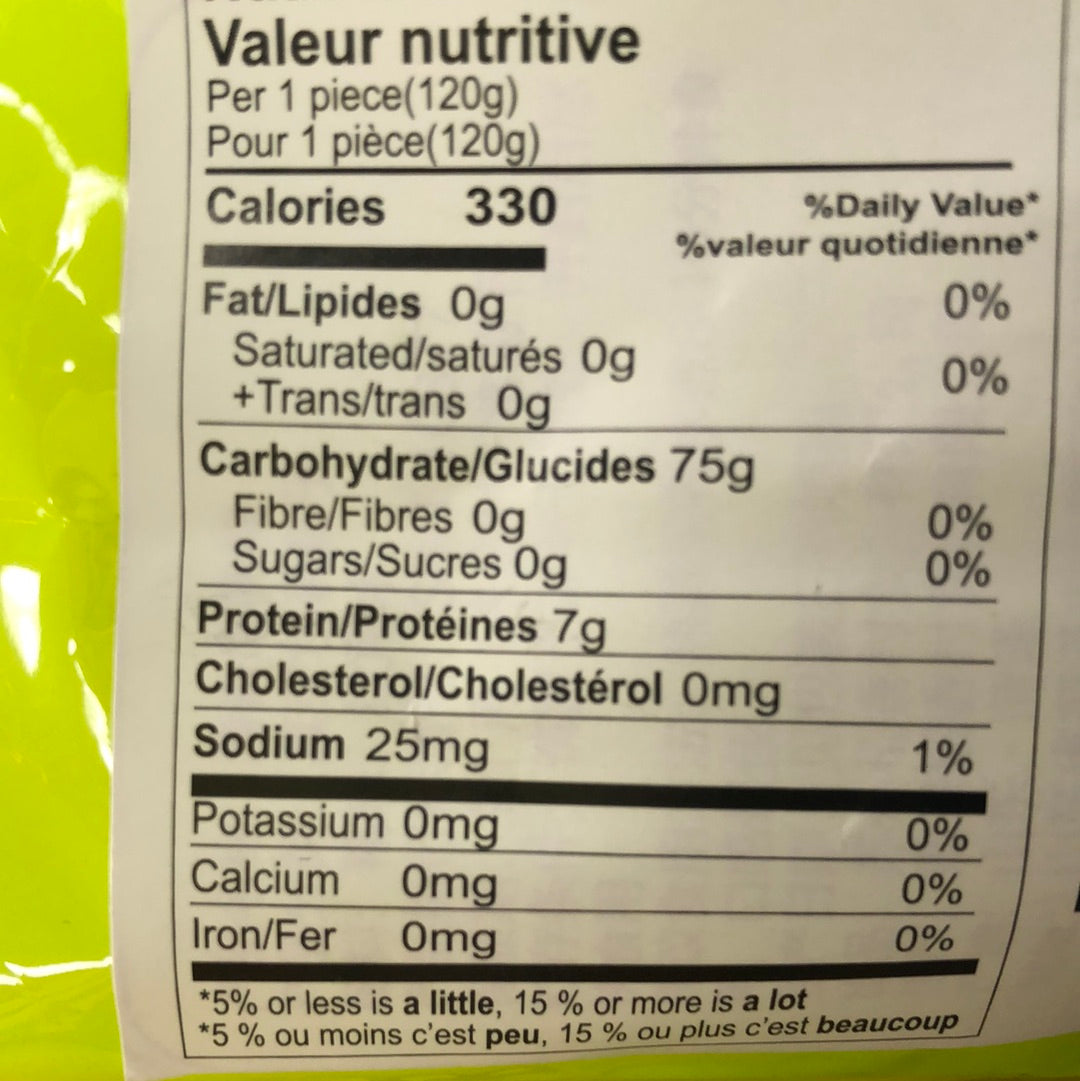 Valeur nutritive
Per 1 piece(120g)
Pour 1 pièce(120g)
Calories 330
%Daily Value*
%valeur quotidienne*
Fat/Lipides 0g 0%
Saturated/saturés 0g
+Trans/trans 0g 0%
Carbohydrate/Glucides 75g
Fibre/Fibres 0g 0%
Sugars/Sucres 0g 0%
Protein/Protéines 7g
Cholesterol/Cholestérol 0mg
Sodium 25mg 1%
Potassium 0mg 0%
Calcium 0mg 0%
Iron/Fer 0mg 0%
*5% or less is a little, 15 % or more is a lot
*5 % ou moins c'est peu, 15 % ou plus c'est beaucoup